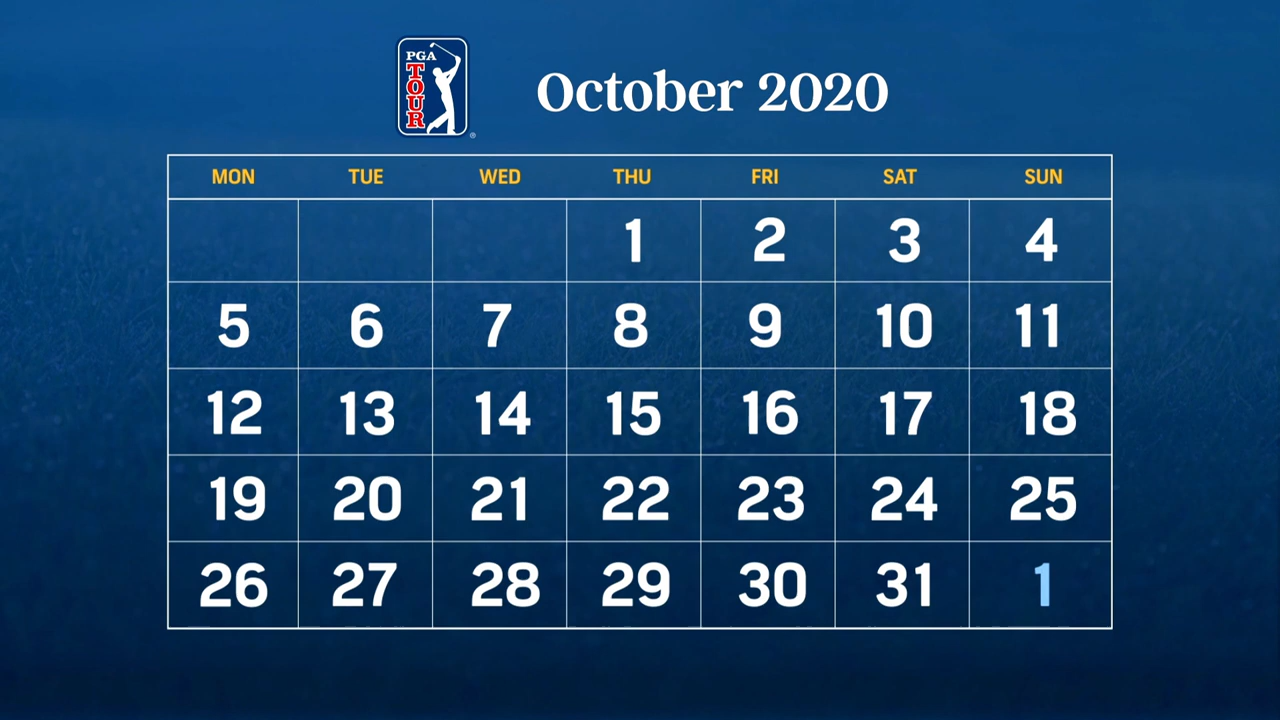 PGA
TOUR
October 2020
MON TUE WED THU FRI SAT SUN
1 2 3 4
5 6 7 8 9 10 11
12 13 14 15 16 17 18
19 20 21 22 23 24 25
26 27 28 29 30 31 1